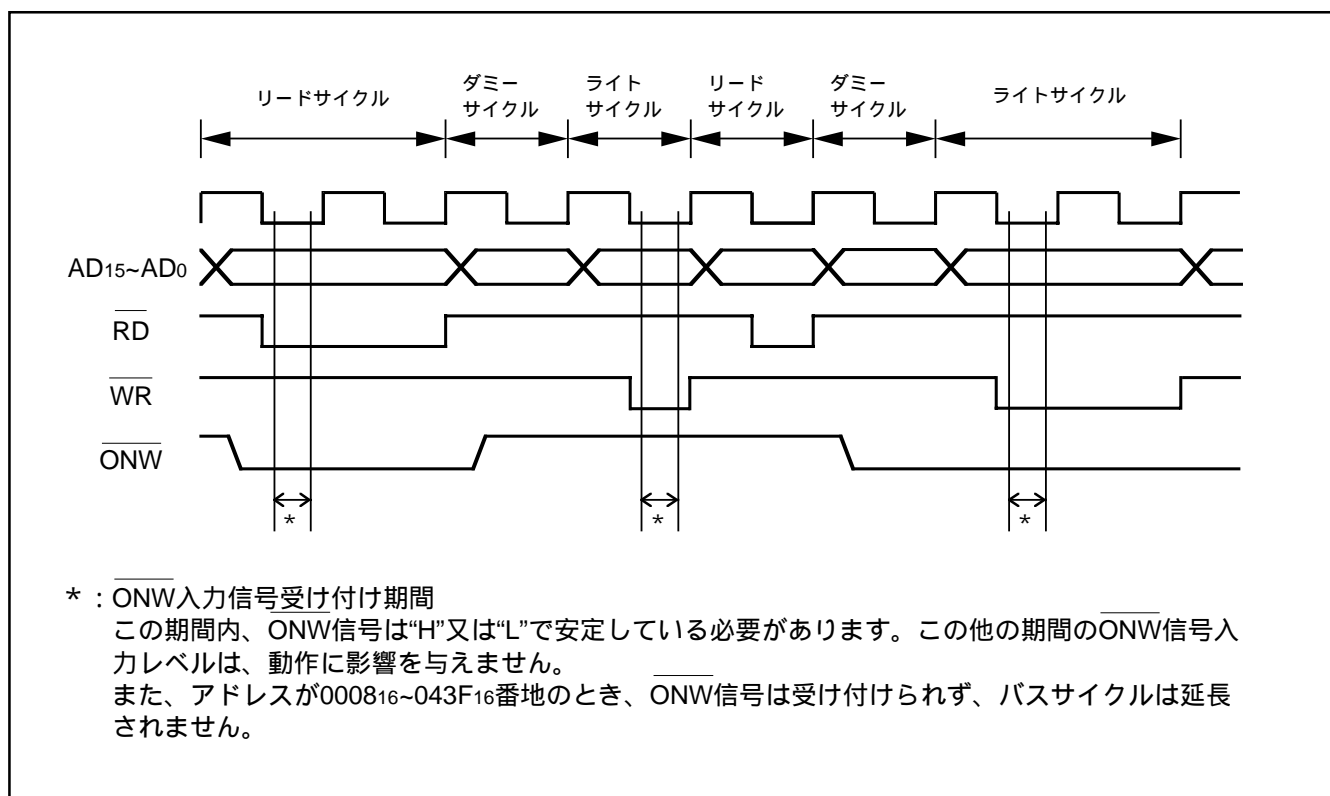 リードサイクル
ダミー
サイクル
ライト
サイクル
リード
サイクル
ダミー
サイクル
ライトサイクル
AD15~AD0
RD
WR
ONW
* * *
* : ONW入力信号受け付け期間
この期間内、ONW信号は“H”又は“L”で安定している必要があります。この他の期間のONW信号入
力レベルは、動作に影響を与えません。
また、アドレスが000816~043F16番地のとき、ONW信号は受け付けられず、バスサイクルは延長
されません。